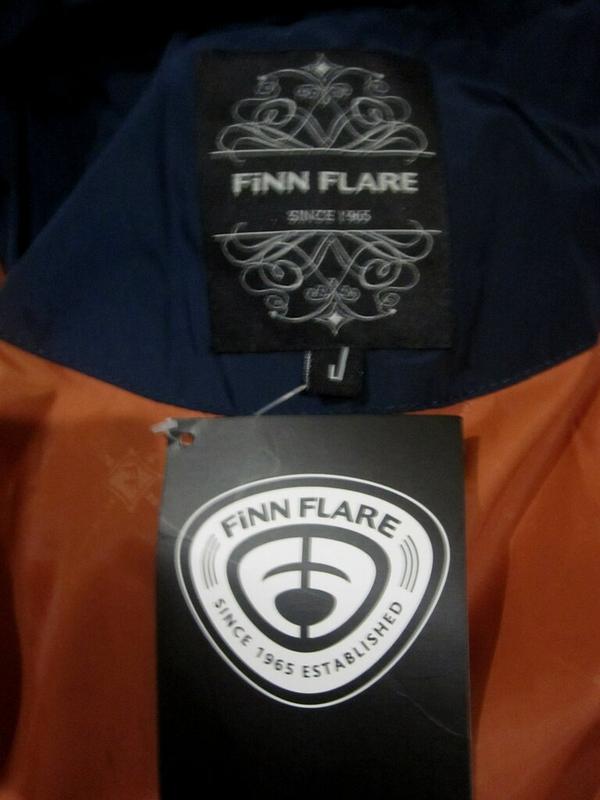 FiNN FLARE
SINCE 1965
J
FiNN FLARE
SINCE 1965 ESTABLISHED